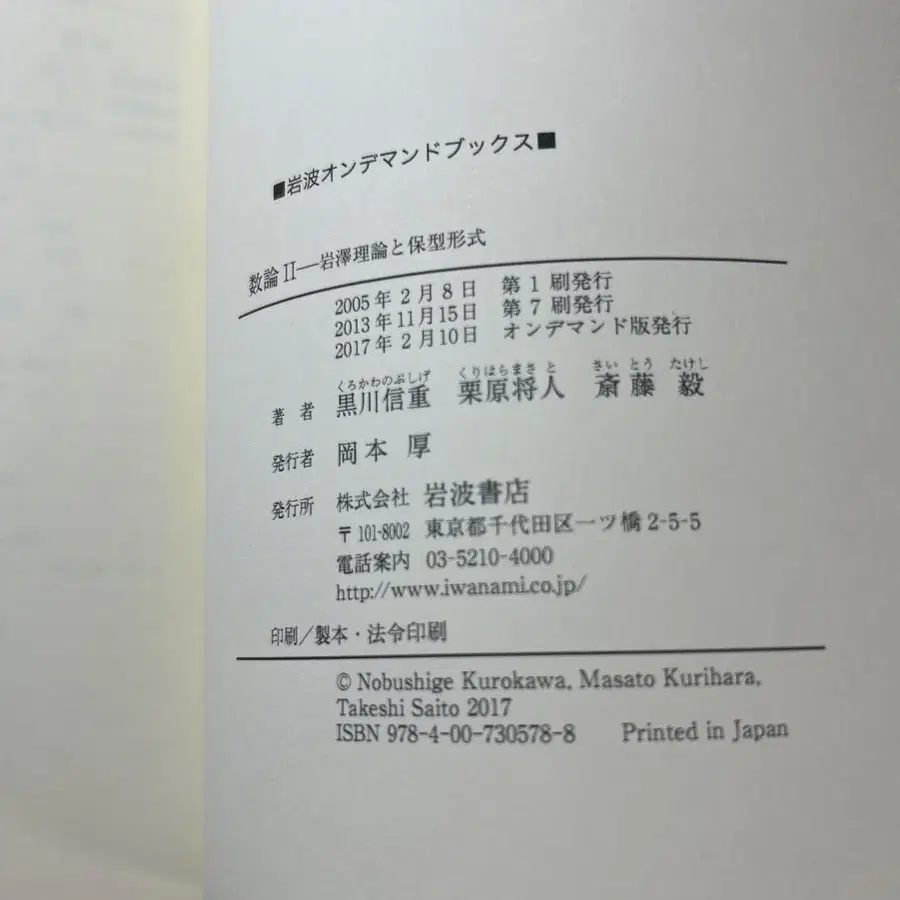 ■岩波オンデマンドブックス■
数論 II―岩澤理論と保型形式
2005年 2月 8日 第1刷発行
2013年11月15日 第7刷発行
2017年 2月10日 オンデマンド版発行
くろかわのぶしげ くりはらまさと さいとう たけし
著 者 黒川信重 栗原将人 斎藤 毅
発行者 岡本 厚
発行所 株式会社 岩波書店
〒101-8002 東京都千代田区一ツ橋2-5-5
電話案内 03-5210-4000
http://www.iwanami.co.jp/
印刷/製本・法令印刷
© Nobushige Kurokawa, Masato Kurihara,
Takeshi Saito 2017
ISBN 978-4-00-730578-8 Printed in Japan